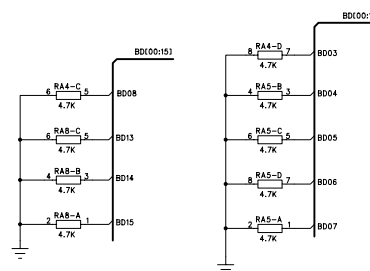 BD[00:15]
RA4-C
6 5 BD08
4.7K
RA8-C
6 5 BD13
4.7K
RA8-B
4 3 BD14
4.7K
RA8-A
2 1 BD15
4.7K
BD[00:
RA4-D
8 7 BD03
4.7K
RA5-B
4 3 BD04
4.7K
RA5-C
6 5 BD05
4.7K
RA5-D
8 7 BD06
4.7K
RA5-A
2 1 BD07
4.7K